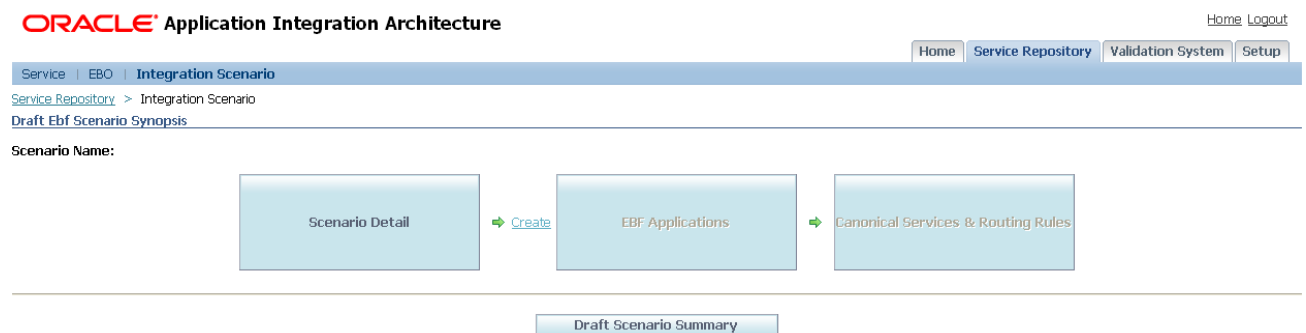 ORACLE Application Integration Architecture
Home Logout
Home Service Repository Validation System Setup
Service | EBO | Integration Scenario
Service Repository > Integration Scenario
Draft Ebf Scenario Synopsis
Scenario Name:
Scenario Detail Create EBF Applications Canonical Services & Routing Rules
Draft Scenario Summary